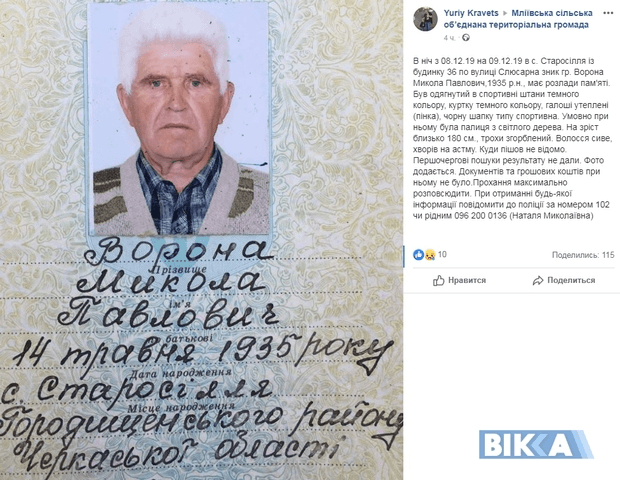 Ворона
Прізвище
Микола
Ім'я
Павлович
По батькові
14 травня 1935 року
Дата народження
с. Старосілля
Місце народження
Городищенського району
Черкаської області
Yuriy Kravets ▸ Мліївська сільська
об'єднана територіальна громада
4 ч. ·
В ніч з 08.12.19 на 09.12.19 в с. Старосілля із
будинку 36 по вулиці Слюсарна зник гр. Ворона
Микола Павлович,1935 р.н., має розлади пам'яті.
Був одягнутий в спортивні штани темного
кольору, куртку темного кольору, галоші утеплені
(пінка), чорну шапку типу спортивна. Умовно при
ньому була палиця з світлого дерева. На зріст
близько 180 см., трохи згорблений. Волосся сиве,
хворів на астму. Куди пішов не відомо.
Першочергові пошуки результату не дали. Фото
додається. Документів та грошових коштів при
ньому не було.Прохання максимально
розповсюдити. При отриманні будь-якої
інформації повідомити до поліції за номером 102
чи рідним 096 200 0136 (Наталя Миколаївна)
10
Поделились: 115
Нравится
Поделиться
ВІККА